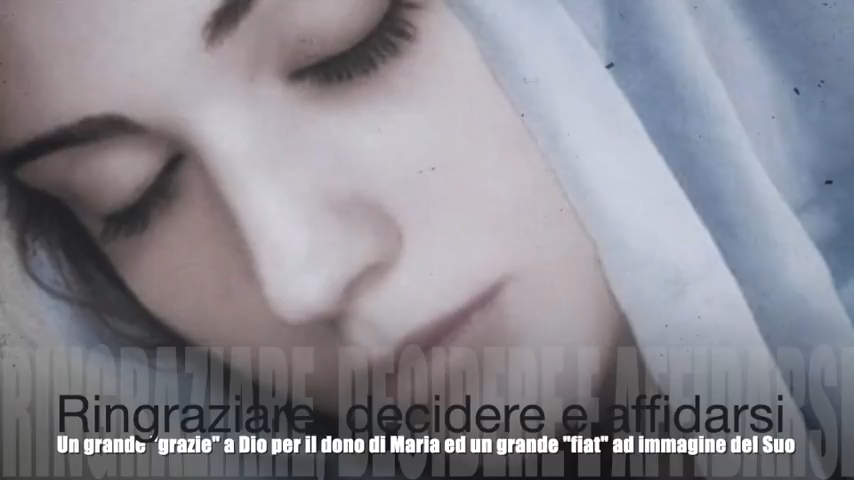 RINGRAZIARE, DECIDERE E AFFIDARSI
Ringraziare, decidere e affidarsi
Un grande "grazie" a Dio per il dono di Maria ed un grande "fiat" ad immagine del Suo